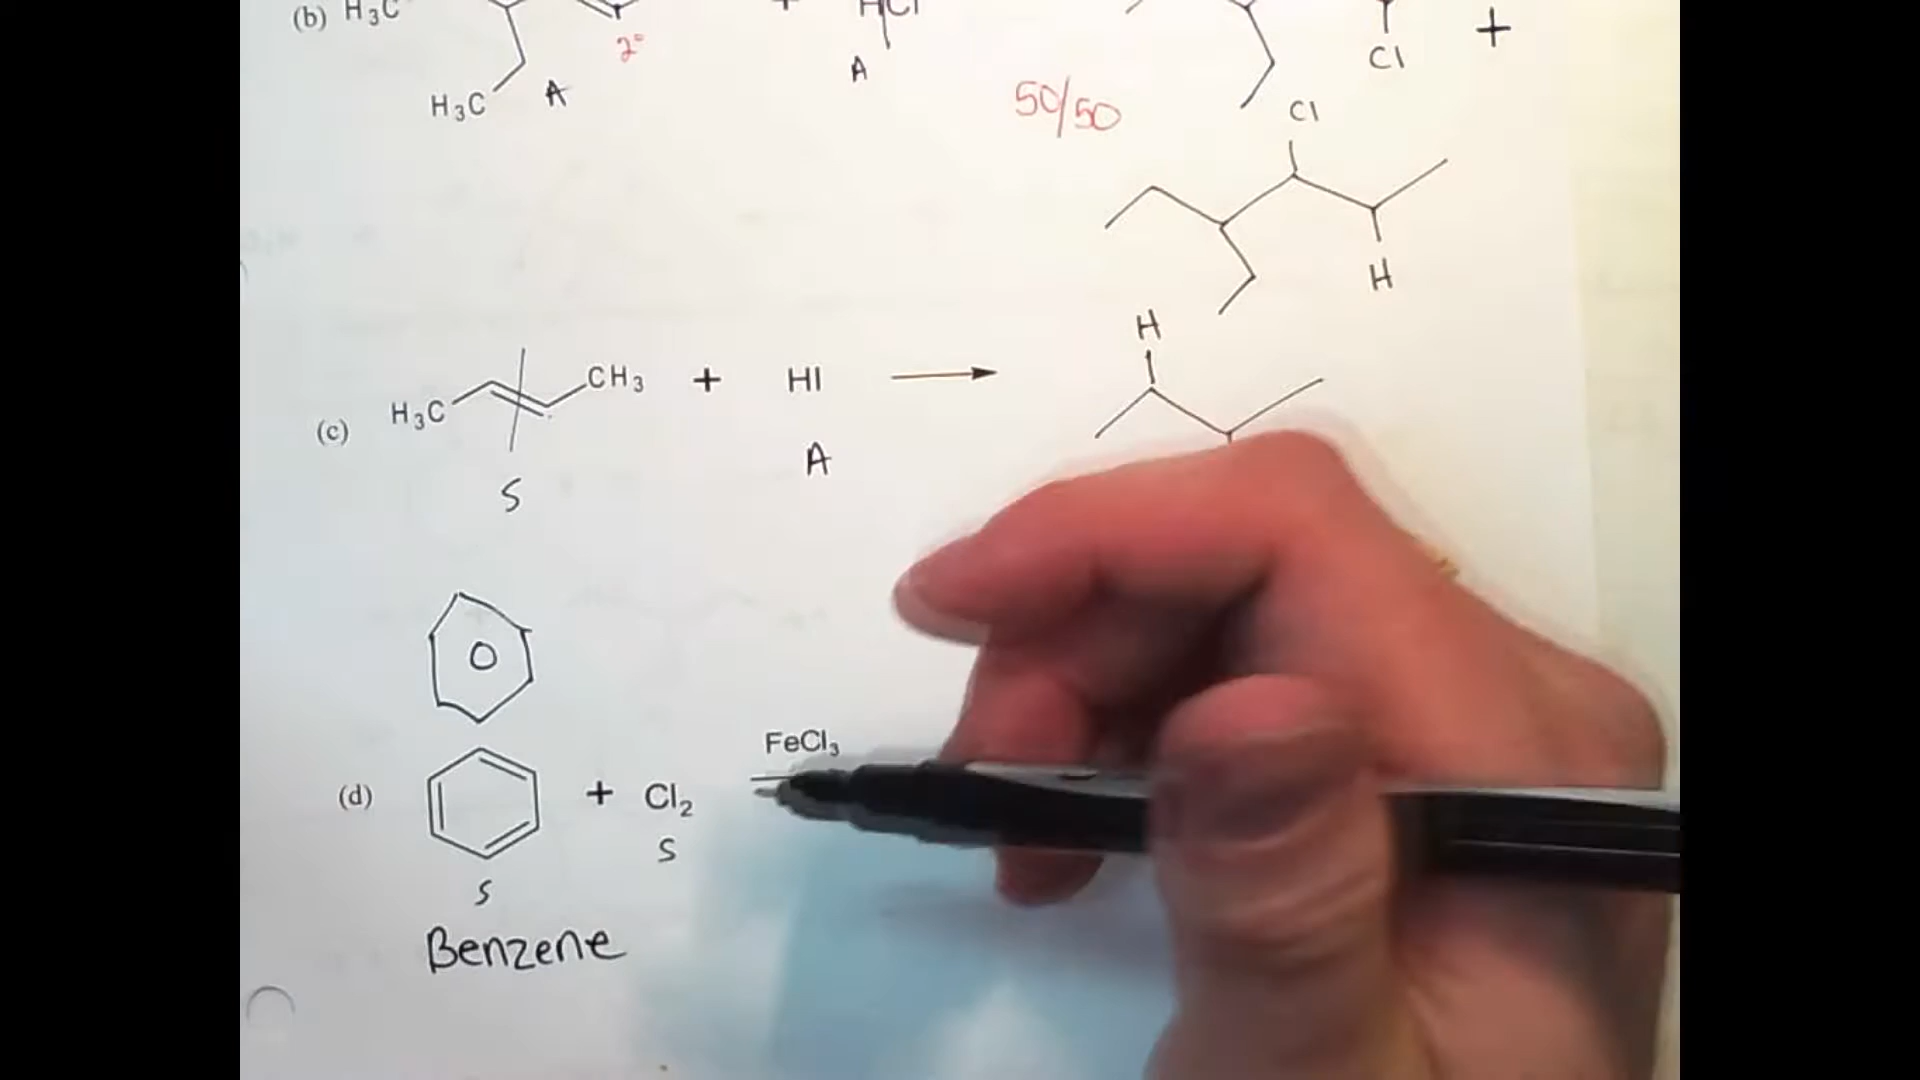 (b) H3C + HCl +
2°
H3C A A Cl
50/50
Cl
H
H
(c) H3C CH3 + HI
S A
FeCl3
(d) + Cl2
S S
Benzene